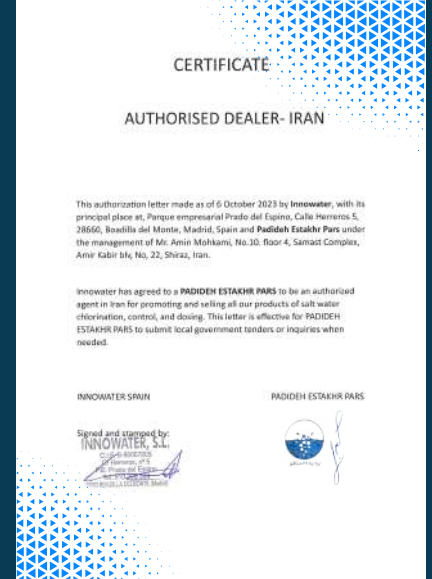 CERTIFICATE
AUTHORISED DEALER- IRAN
This authorization letter made as of 6 October 2023 by Innowater, with its
principal place at, Parque empresarial Prado del Espino, Calle Herreros 5,
28660, Boadilla del Monte, Madrid, Spain and Padideh Estakhr Pars under
the management of Mr. Amin Mohkami, No.10. floor 4, Samast Complex,
Amir Kabir blv, No, 22, Shiraz, Iran.
Innowater has agreed to a PADIDEH ESTAKHR PARS to be an authorized
agent in Iran for promoting and selling all our products of salt water
chlorination, control, and dosing. This letter is effective for PADIDEH
ESTAKHR PARS to submit local government tenders or inquiries when
needed.
INNOWATER SPAIN
PADIDEH ESTAKHR PARS
Signed and stamped by:
INNOWATER, S.L.